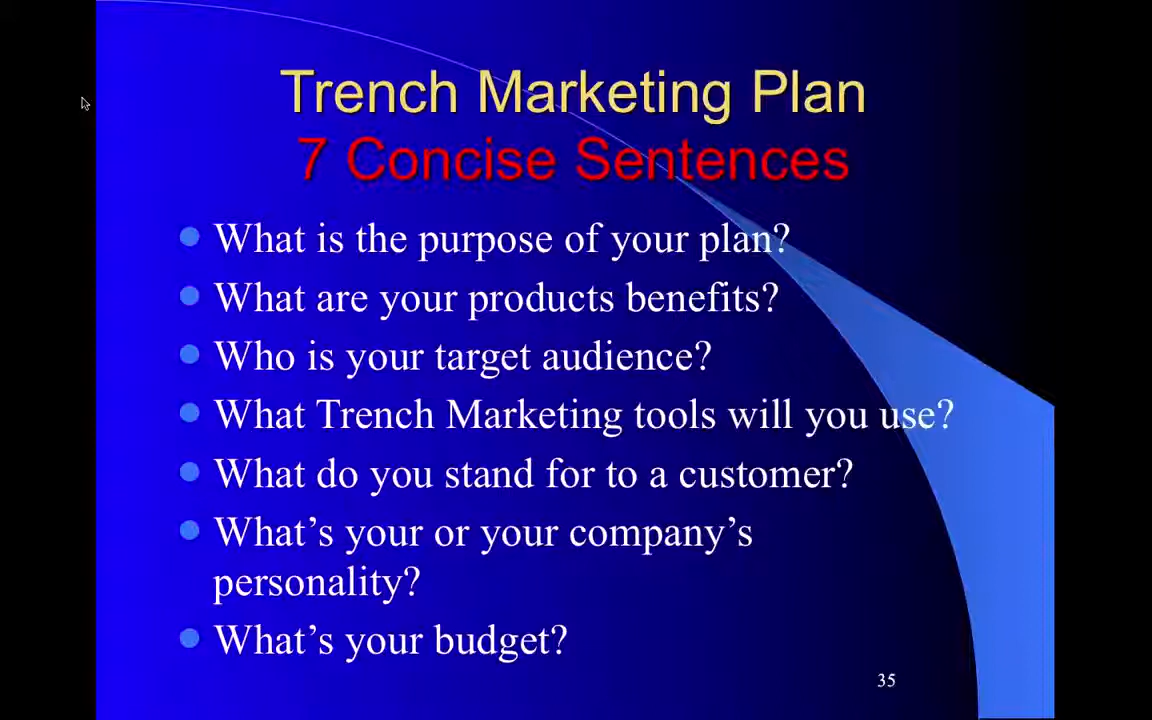 Trench Marketing Plan
7 Concise Sentences
What is the purpose of your plan?
What are your products benefits?
Who is your target audience?
What Trench Marketing tools will you use?
What do you stand for to a customer?
What’s your or your company’s
personality?
What’s your budget?
35